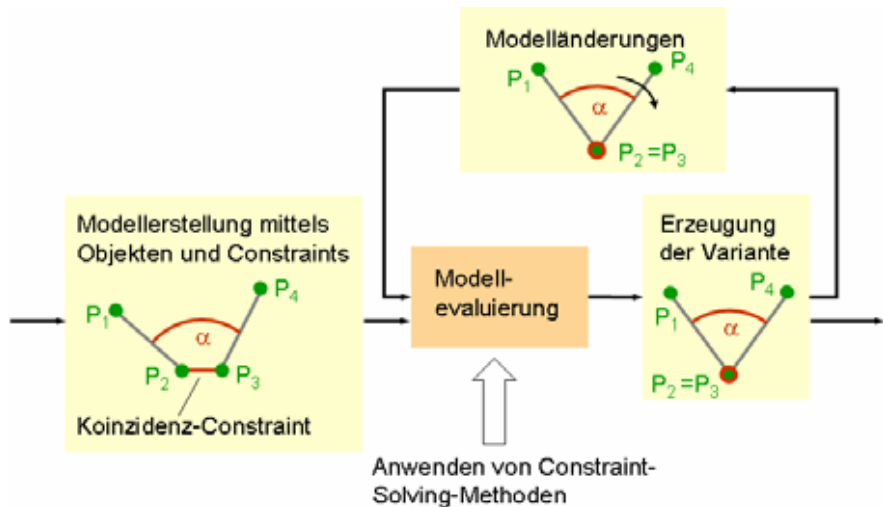 Modelländerungen
P1
P4
α
P2 =P3
Modellerstellung mittels
Objekten und Constraints
P4
P1
α
P2
P3
Koinzidenz-Constraint
Modell-
evaluierung
Erzeugung
der Variante
P4
P1
α
P2=P3
Anwenden von Constraint-
Solving-Methoden